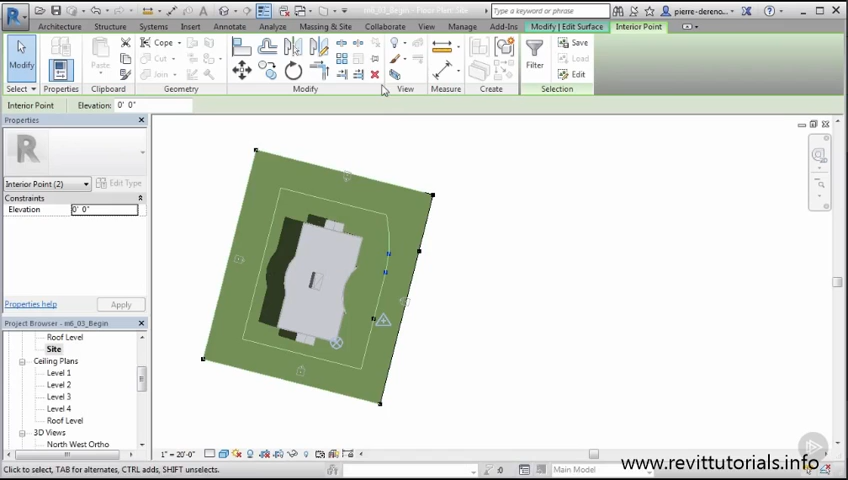 Type a keyword or phrase
pierre-dereno...
Architecture Structure Systems Insert Annotate Analyze Massing & Site Collaborate View Manage Add-Ins Modify | Edit Surface Interior Point
Modify Cope Cut Join Filter Save Edit
Select Properties Clipboard Geometry Modify View Measure Create Selection
Interior Point Elevation: 0' 0"
Properties
Interior Point (2) Edit Type
Constraints
Elevation 0' 0"
Properties help Apply
Project Browser - m6_03_Begin
Roof Level
Site
Ceiling Plans
Level 1
Level 2
Level 3
Level 4
Roof Level
3D Views
North West Ortho
1" = 20'-0"
Click to select, TAB for alternates, CTRL adds, SHIFT unselects. :0 Main Model
www.revittutorials.info